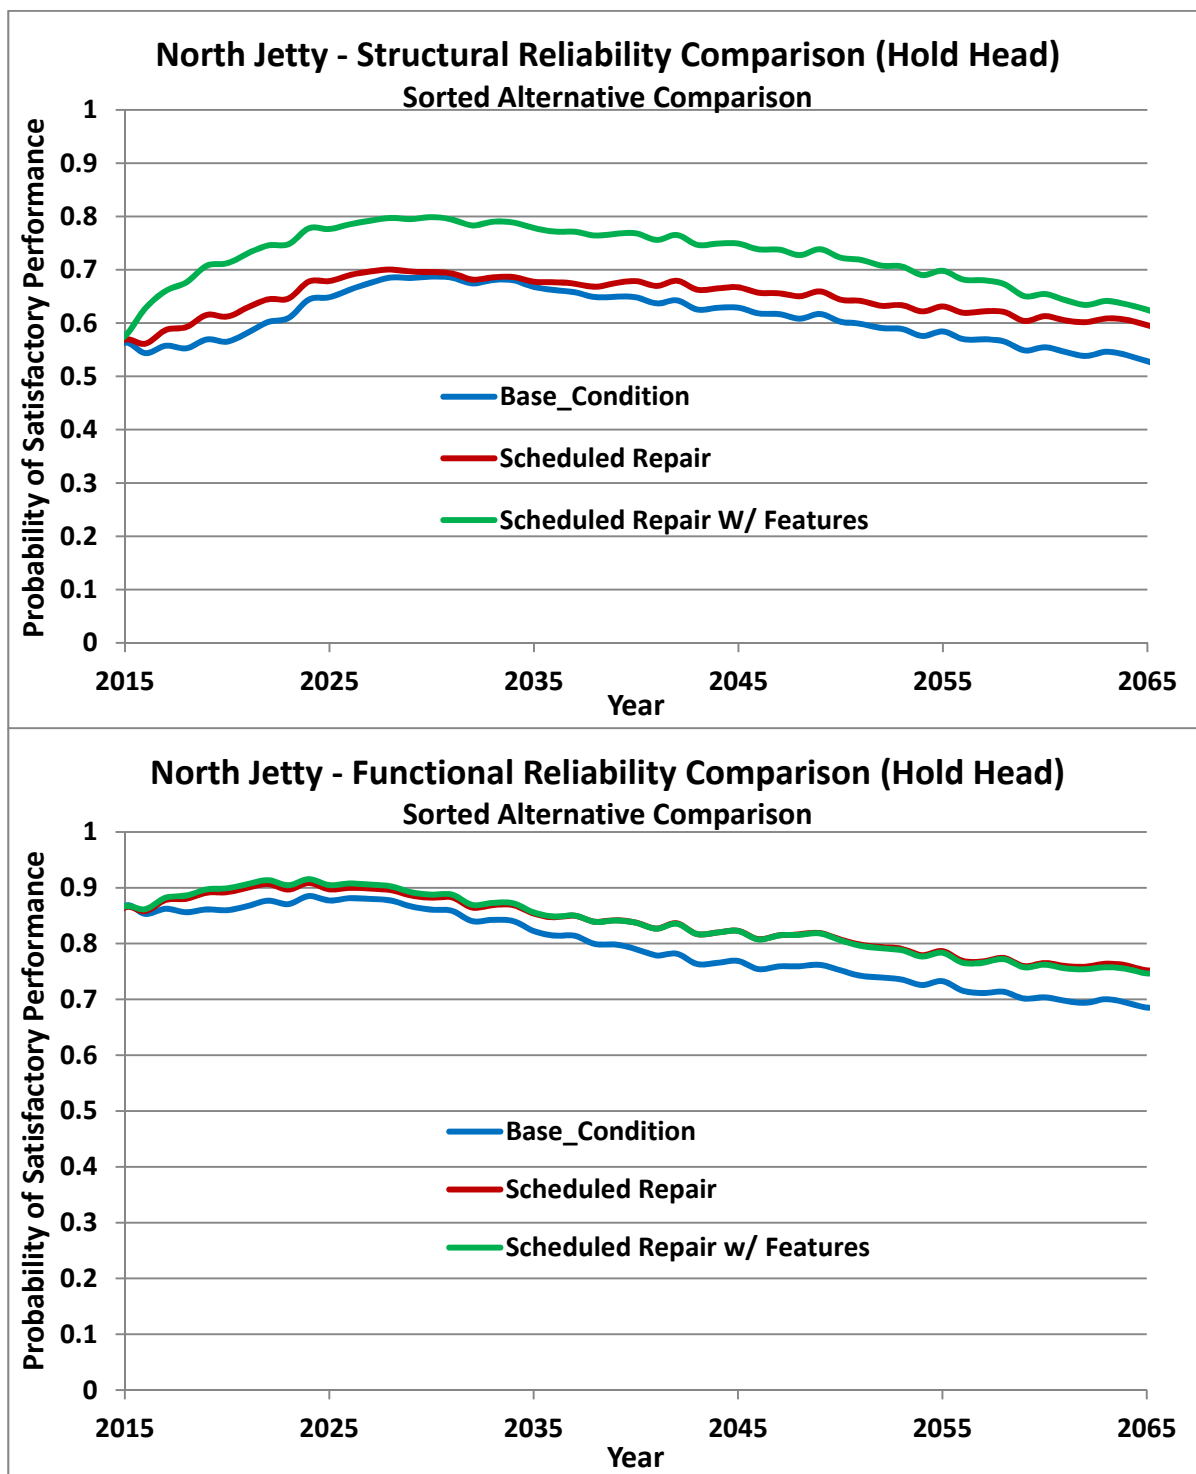 North Jetty - Structural Reliability Comparison (Hold Head)
Sorted Alternative Comparison
Probability of Satisfactory Performance
1
0.9
0.8
0.7
0.6
0.5
0.4
0.3
0.2
0.1
0
Base_Condition
Scheduled Repair
Scheduled Repair W/ Features
2015 2025 2035 2045 2055 2065
Year
North Jetty - Functional Reliability Comparison (Hold Head)
Sorted Alternative Comparison
Probability of Satisfactory Performance
1
0.9
0.8
0.7
0.6
0.5
0.4
0.3
0.2
0.1
0
Base_Condition
Scheduled Repair
Scheduled Repair w/ Features
2015 2025 2035 2045 2055 2065
Year